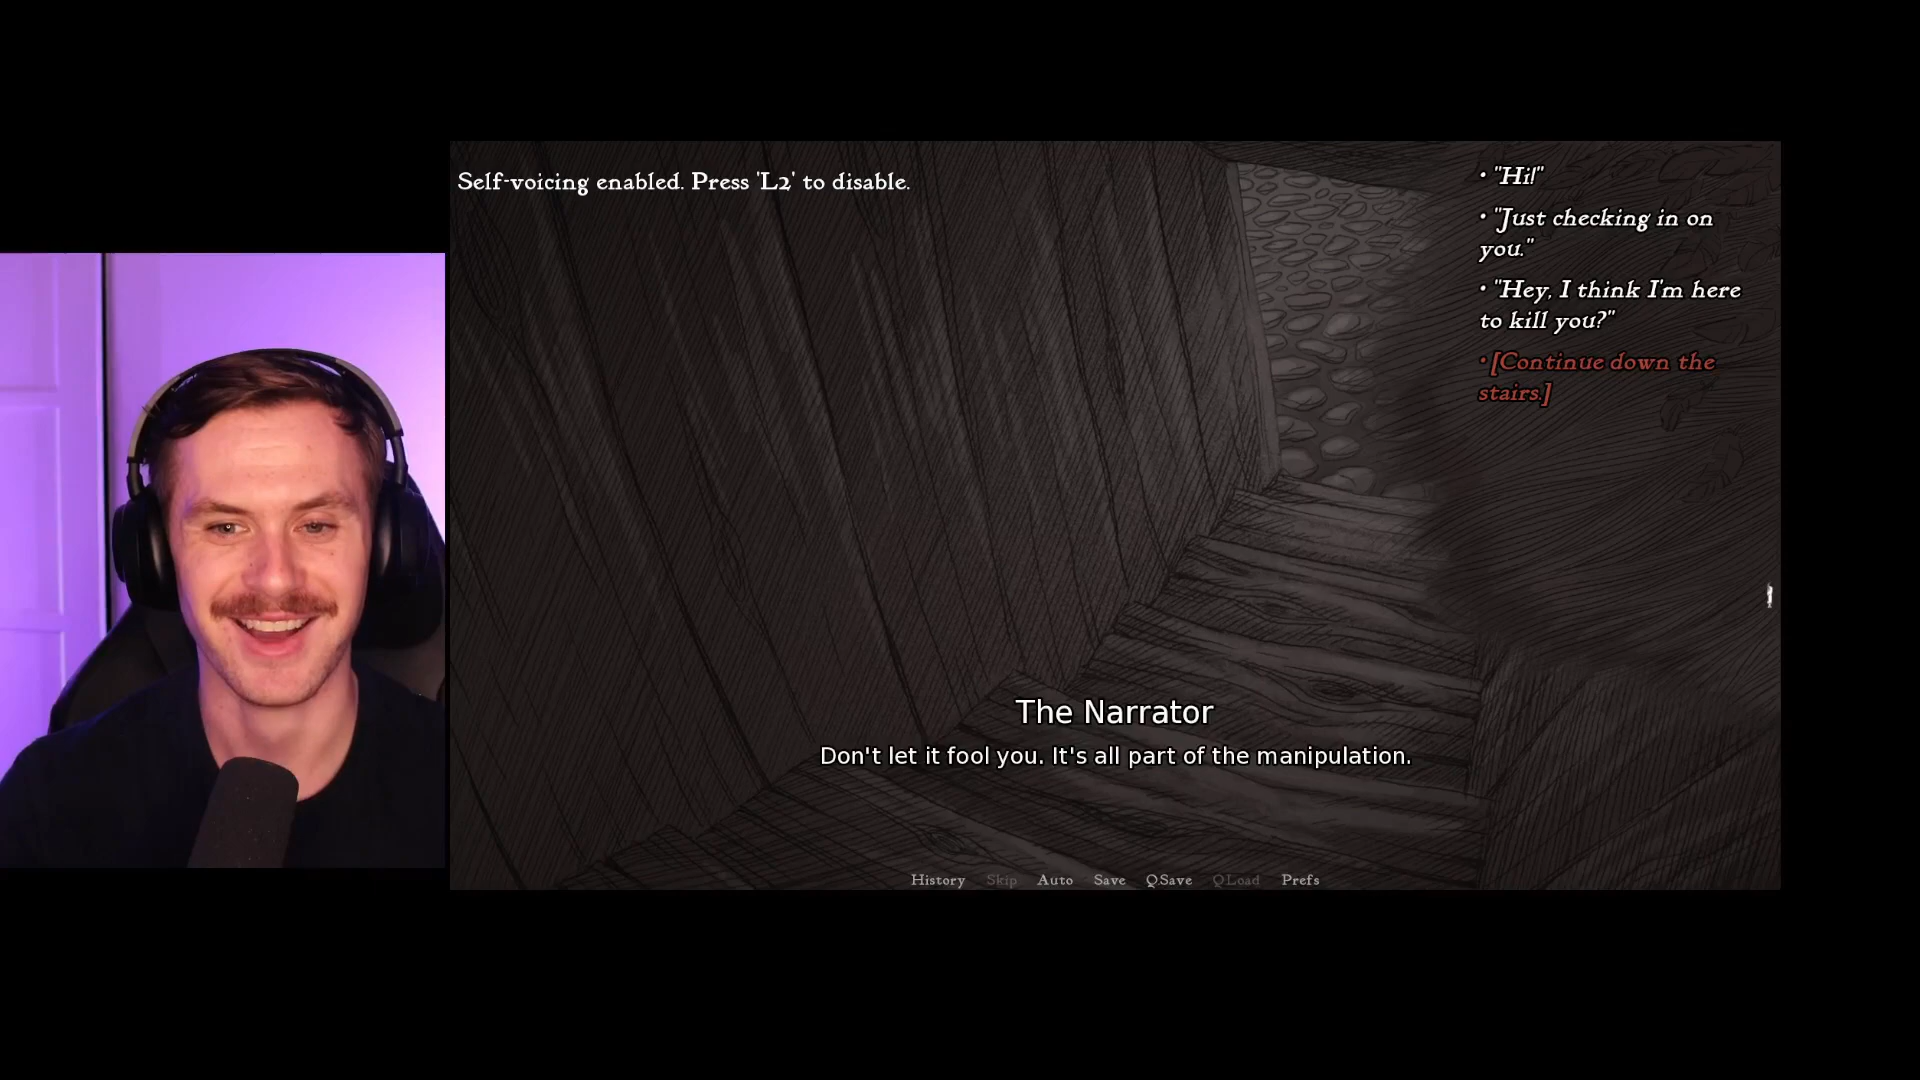 Self-voicing enabled. Press 'L2' to disable.
• "Hi!"
• "Just checking in on
you."
• "Hey, I think I'm here
to kill you?"
• [Continue down the
stairs.]
The Narrator
Don't let it fool you. It's all part of the manipulation.
History Skip Auto Save Q.Save Q.Load Prefs